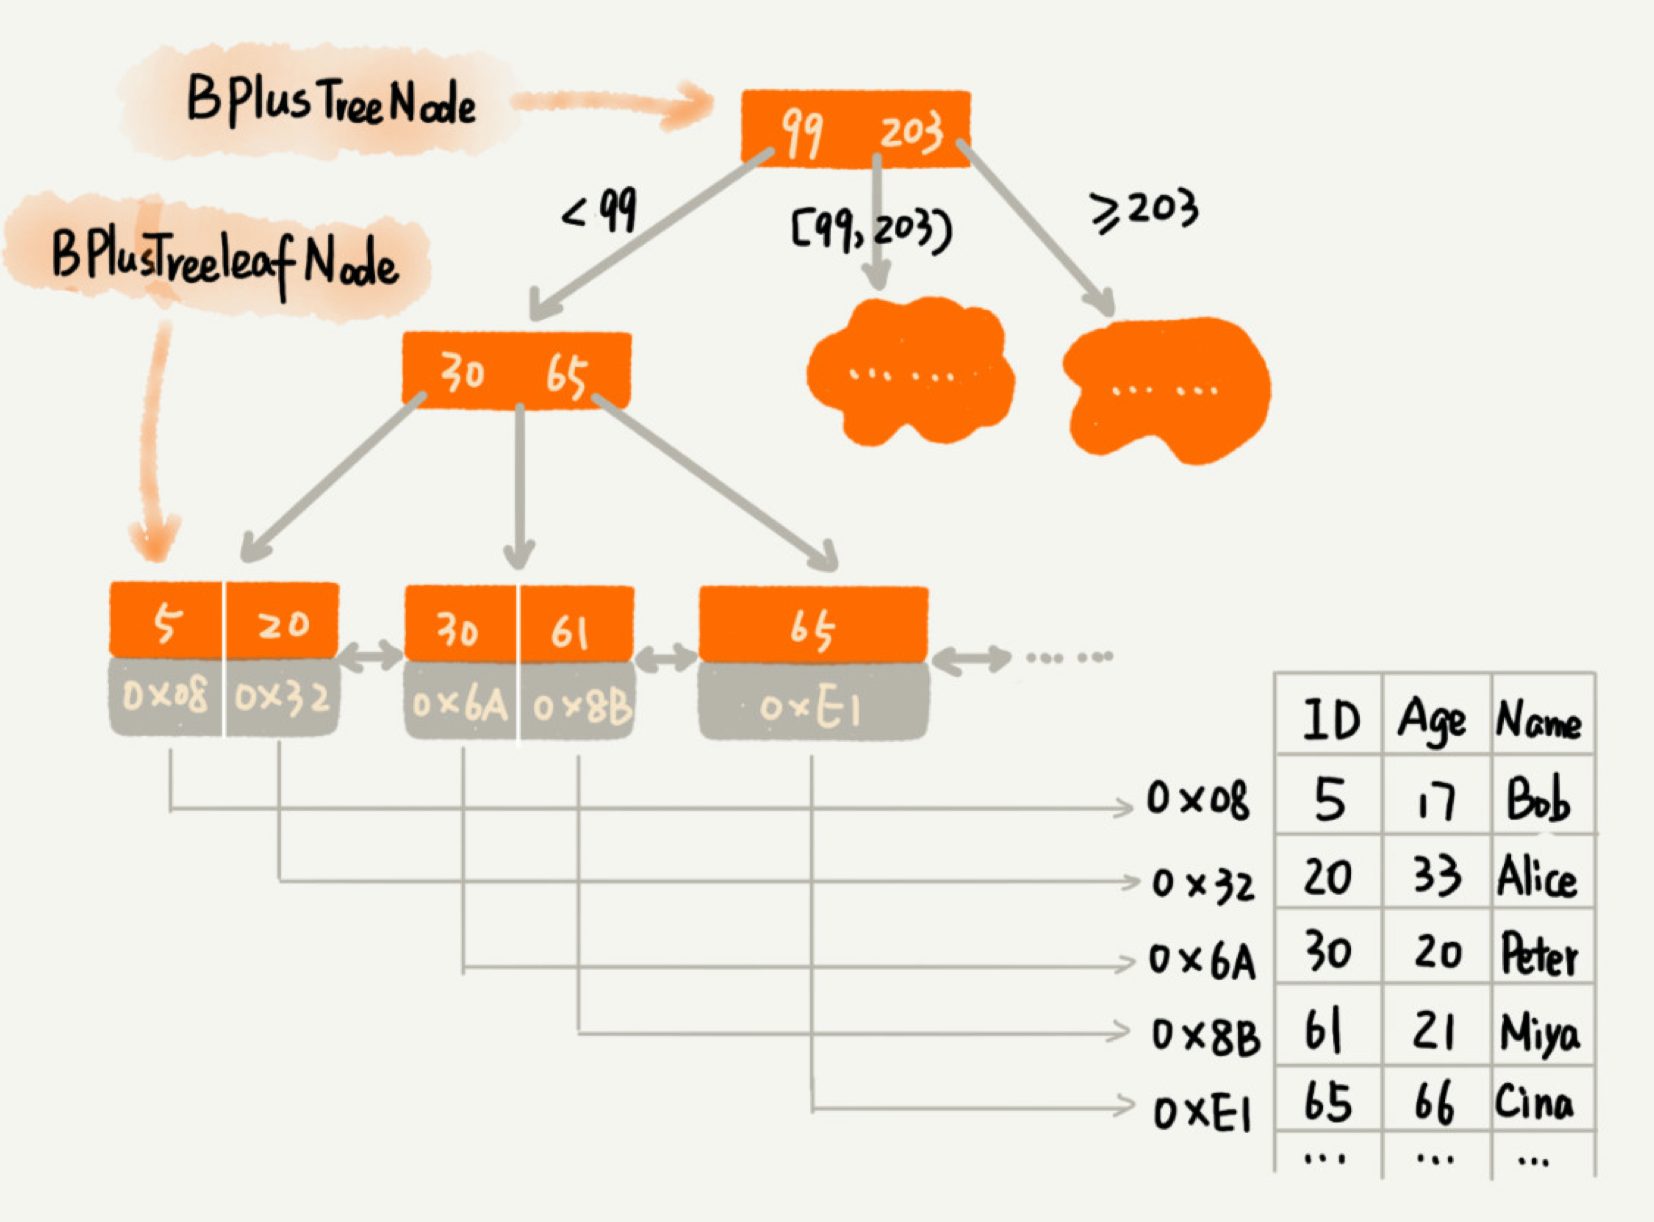 BPlusTreeNode
99 203
< 99
[99, 203)
≥203
BPlusTreeleafNode
30 65
... ...
... ...
5 20
30 61
65
0x08 0x32
0x6A 0x8B
0xE1
... ...
ID Age Name
0x08 5 17 Bob
0x32 20 33 Alice
0x6A 30 20 Peter
0x8B 61 21 Miya
0xE1 65 66 Cina
... ... ...